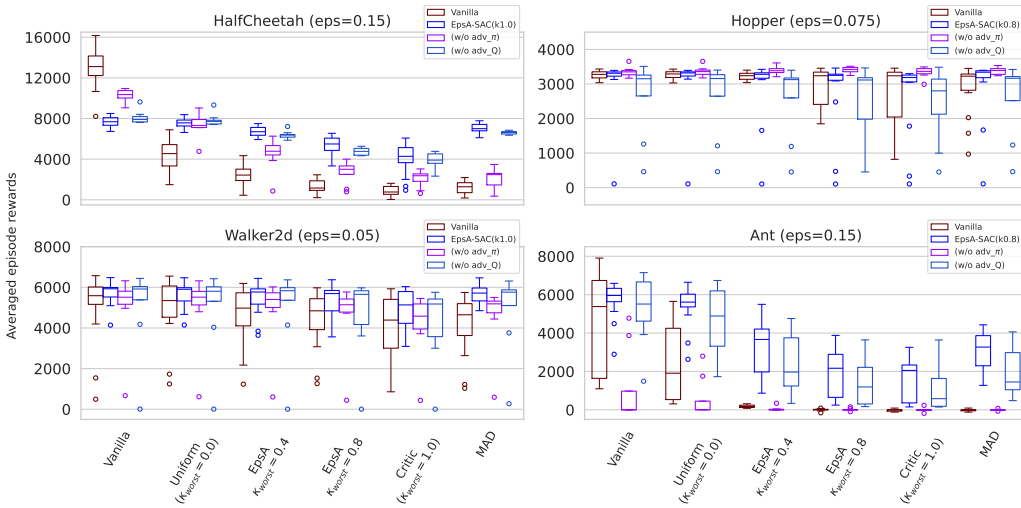 HalfCheetah (eps=0.15)
Vanilla
EpsA-SAC(k1.0)
(w/o adv_π)
(w/o adv_Q)
16000
12000
8000
4000
0
Hopper (eps=0.075)
Vanilla
EpsA-SAC(k0.8)
(w/o adv_π)
(w/o adv_Q)
4000
3000
2000
1000
0
Averaged episode rewards
Walker2d (eps=0.05)
Vanilla
EpsA-SAC(k1.0)
(w/o adv_π)
(w/o adv_Q)
8000
6000
4000
2000
0
Vanilla
Uniform
(κworst = 0.0)
EpsA
κworst = 0.4
EpsA
κworst = 0.8
Critic
(κworst = 1.0)
MAD
Ant (eps=0.15)
Vanilla
EpsA-SAC(k0.8)
(w/o adv_π)
(w/o adv_Q)
8000
6000
4000
2000
0
Vanilla
Uniform
(κworst = 0.0)
EpsA
κworst = 0.4
EpsA
κworst = 0.8
Critic
(κworst = 1.0)
MAD